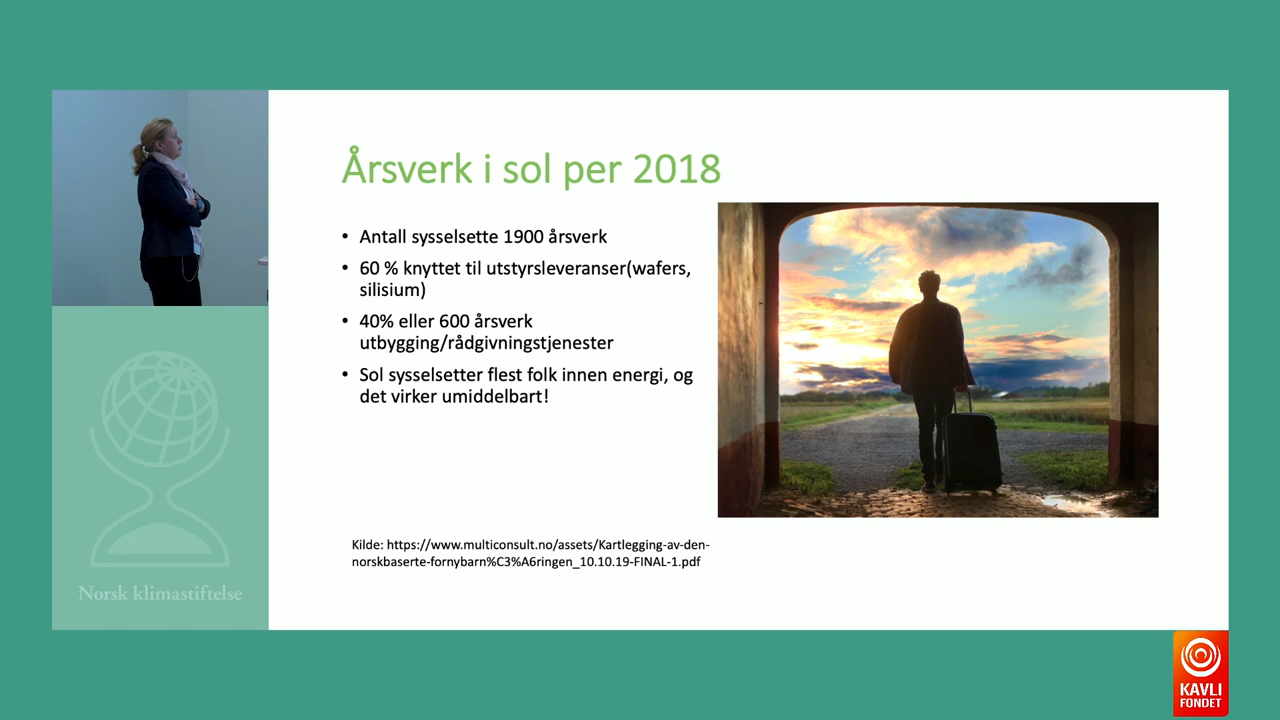 Årsverk i sol per 2018
• Antall sysselsette 1900 årsverk
• 60 % knyttet til utstyrsleveranser(wafers,
silisium)
• 40% eller 600 årsverk
utbygging/rådgivningstjenester
• Sol sysselsetter flest folk innen energi, og
det virker umiddelbart!
Kilde: https://www.multiconsult.no/assets/Kartlegging-av-den-
norskbaserte-fornybarn%C3%A6ringen_10.10.19-FINAL-1.pdf
Norsk klimastiftelse
KAVLI
FONDET